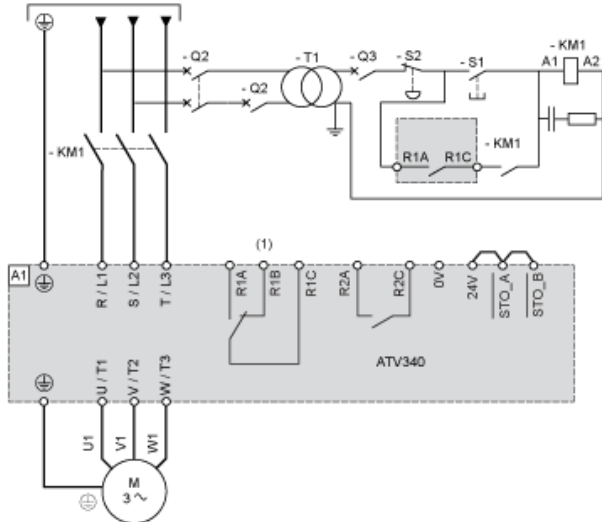 - Q2
- T1
- Q3
- S2
- S1
- KM1
A1
A2
- Q2
- KM1
R1A
R1C
- KM1
(1)
A1
R / L1
S / L2
T / L3
R1A
R1B
R1C
R2A
R2C
0V
24V
STO_A
STO_B
ATV340
U / T1
V / T2
W / T3
U1
V1
W1
M
3 ~